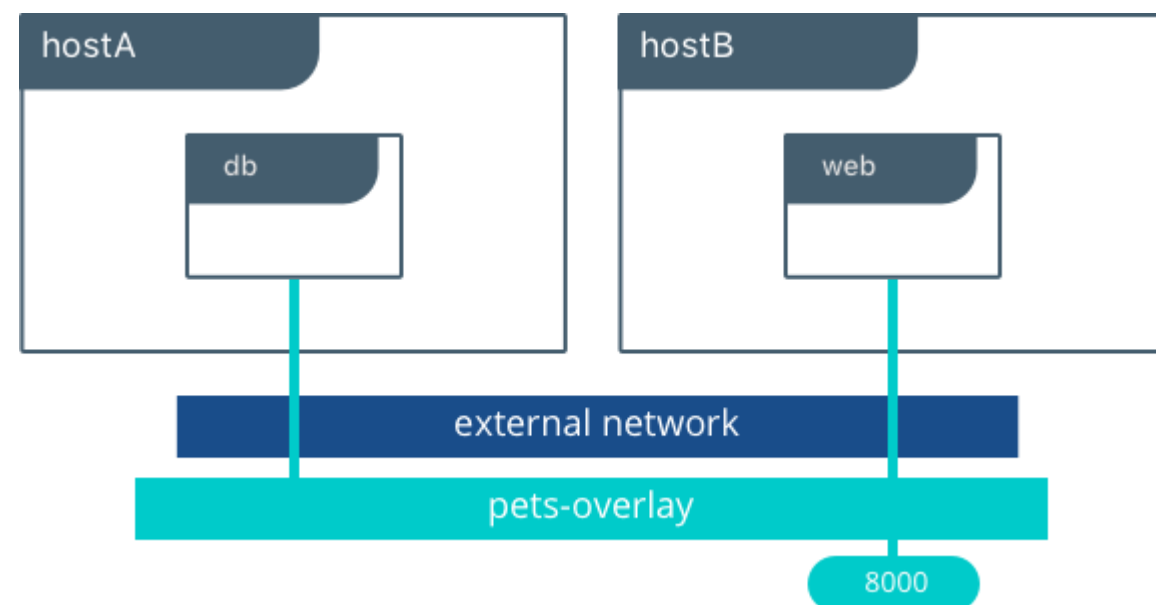 hostA
hostB
db
web
external network
pets-overlay
8000